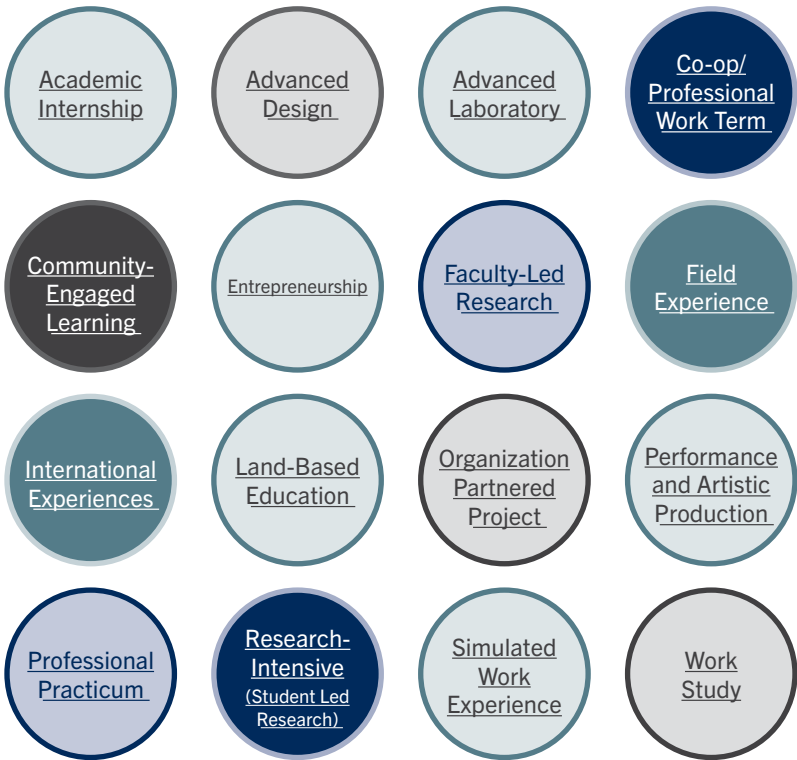 Academic
Internship
Advanced
Design
Advanced
Laboratory
Co-op/
Professional
Work Term
Community-
Engaged
Learning
Entrepreneurship
Faculty-Led
Research
Field
Experience
International
Experiences
Land-Based
Education
Organization
Partnered
Project
Performance
and Artistic
Production
Professional
Practicum
Research-
Intensive
(Student Led
Research)
Simulated
Work
Experience
Work
Study